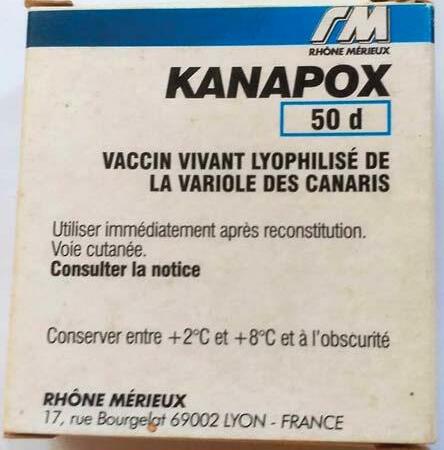 RM
RHÔNE MÉRIEUX
KANAPOX
50 d
VACCIN VIVANT LYOPHILISÉ DE
LA VARIOLE DES CANARIS
Utiliser immédiatement après reconstitution.
Voie cutanée.
Consulter la notice
Conserver entre +2°C et +8°C et à l'obscurité
RHÔNE MÉRIEUX
17, rue Bourgelat 69002 LYON - FRANCE